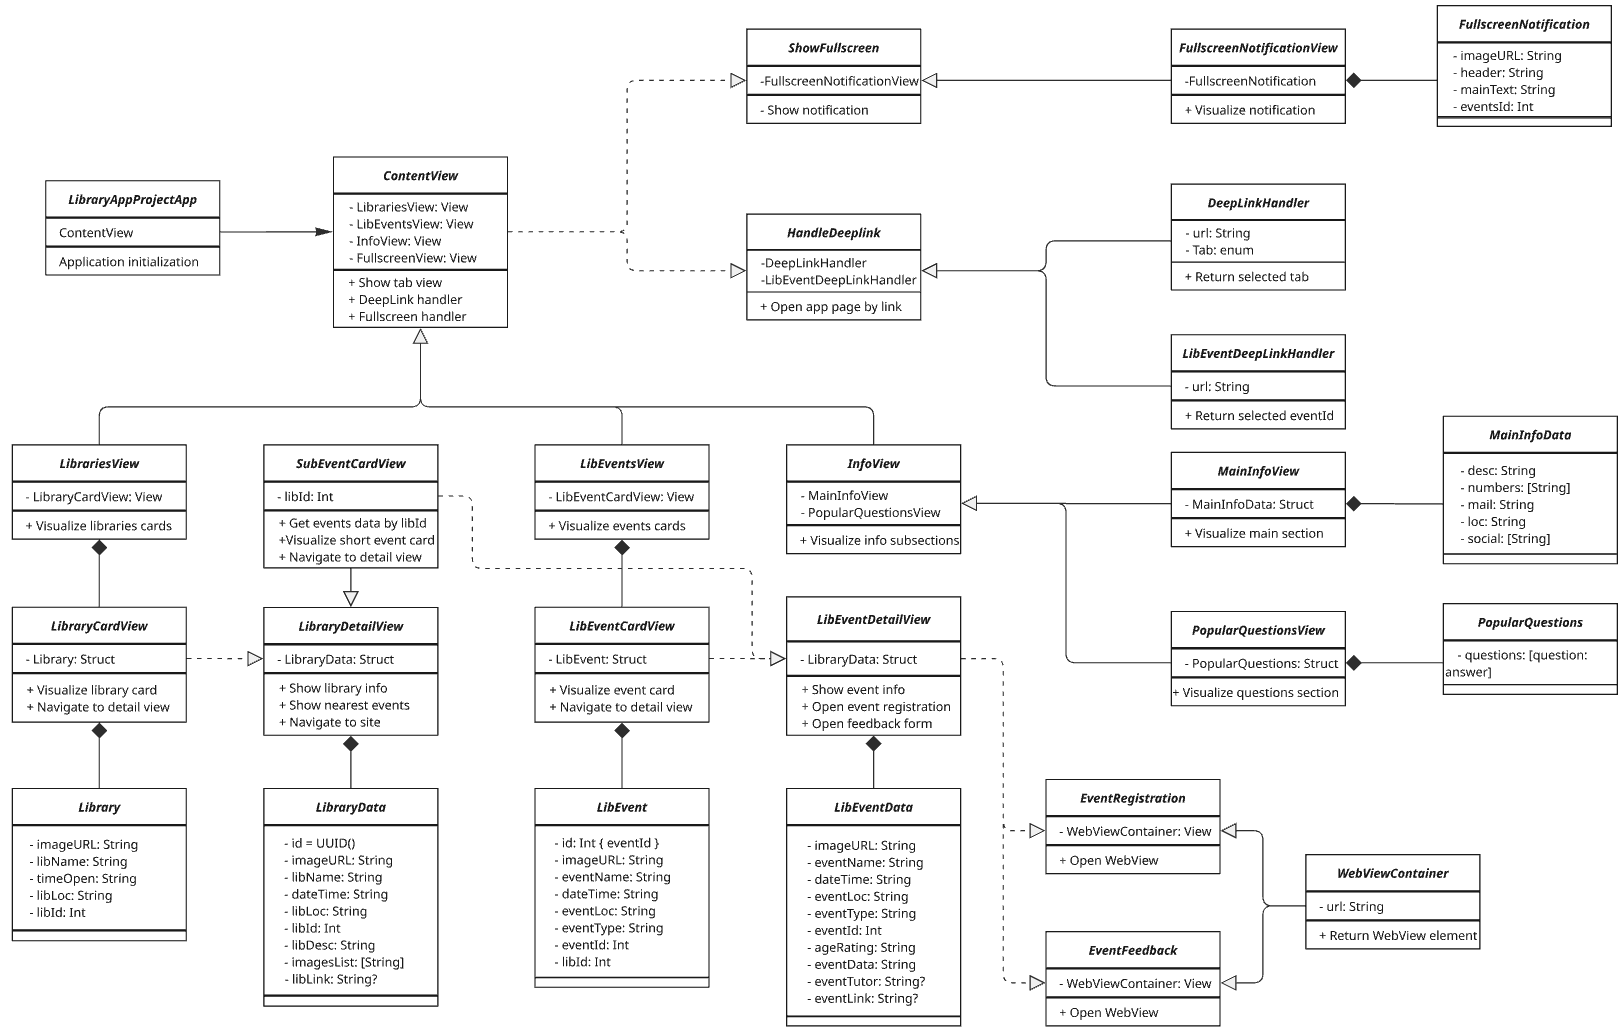 FullscreenNotification
- imageURL: String
- header: String
- mainText: String
- eventsId: Int
ShowFullscreen
-FullscreenNotificationView
- Show notification
FullscreenNotificationView
-FullscreenNotification
+ Visualize notification
LibraryAppProjectApp
ContentView
Application initialization
ContentView
- LibrariesView: View
- LibEventsView: View
- InfoView: View
- FullscreenView: View
+ Show tab view
+ DeepLink handler
+ Fullscreen handler
HandleDeeplink
-DeepLinkHandler
-LibEventDeepLinkHandler
+ Open app page by link
DeepLinkHandler
- url: String
- Tab: enum
+ Return selected tab
LibEventDeepLinkHandler
- url: String
+ Return selected eventId
LibrariesView
- LibraryCardView: View
+ Visualize libraries cards
SubEventCardView
- libId: Int
+ Get events data by libId
+Visualize short event card
+ Navigate to detail view
LibEventsView
- LibEventCardView: View
+ Visualize events cards
InfoView
- MainInfoView
- PopularQuestionsView
+ Visualize info subsections
MainInfoView
- MainInfoData: Struct
+ Visualize main section
MainInfoData
- desc: String
- numbers: [String]
- mail: String
- loc: String
- social: [String]
LibraryCardView
- Library: Struct
+ Visualize library card
+ Navigate to detail view
LibraryDetailView
- LibraryData: Struct
+ Show library info
+ Show nearest events
+ Navigate to site
LibEventCardView
- LibEvent: Struct
+ Visualize event card
+ Navigate to detail view
LibEventDetailView
- LibraryData: Struct
+ Show event info
+ Open event registration
+ Open feedback form
PopularQuestionsView
- PopularQuestions: Struct
+ Visualize questions section
PopularQuestions
- questions: [question:
answer]
Library
- imageURL: String
- libName: String
- timeOpen: String
- libLoc: String
- libId: Int
LibraryData
- id = UUID()
- imageURL: String
- libName: String
- dateTime: String
- libLoc: String
- libId: Int
- libDesc: String
- imagesList: [String]
- libLink: String?
LibEvent
- id: Int { eventId }
- imageURL: String
- eventName: String
- dateTime: String
- eventLoc: String
- eventType: String
- eventId: Int
- libId: Int
LibEventData
- imageURL: String
- eventName: String
- dateTime: String
- eventLoc: String
- eventType: String
- eventId: Int
- ageRating: String
- eventData: String
- eventTutor: String?
- eventLink: String?
EventRegistration
- WebViewContainer: View
+ Open WebView
EventFeedback
- WebViewContainer: View
+ Open WebView
WebViewContainer
- url: String
+ Return WebView element